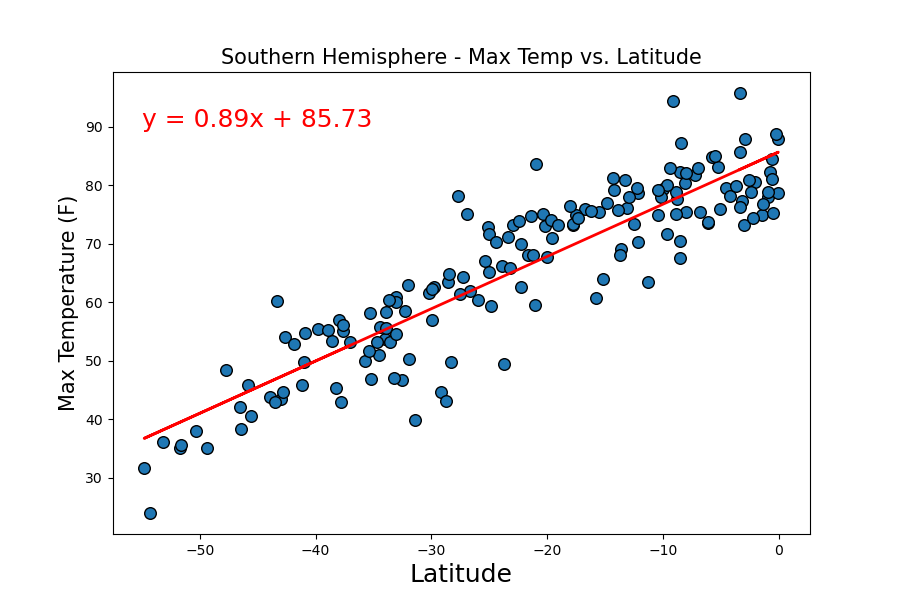 Southern Hemisphere - Max Temp vs. Latitude
y = 0.89x + 85.73
Max Temperature (F)
90
80
70
60
50
40
30
−50 −40 −30 −20 −10 0
Latitude